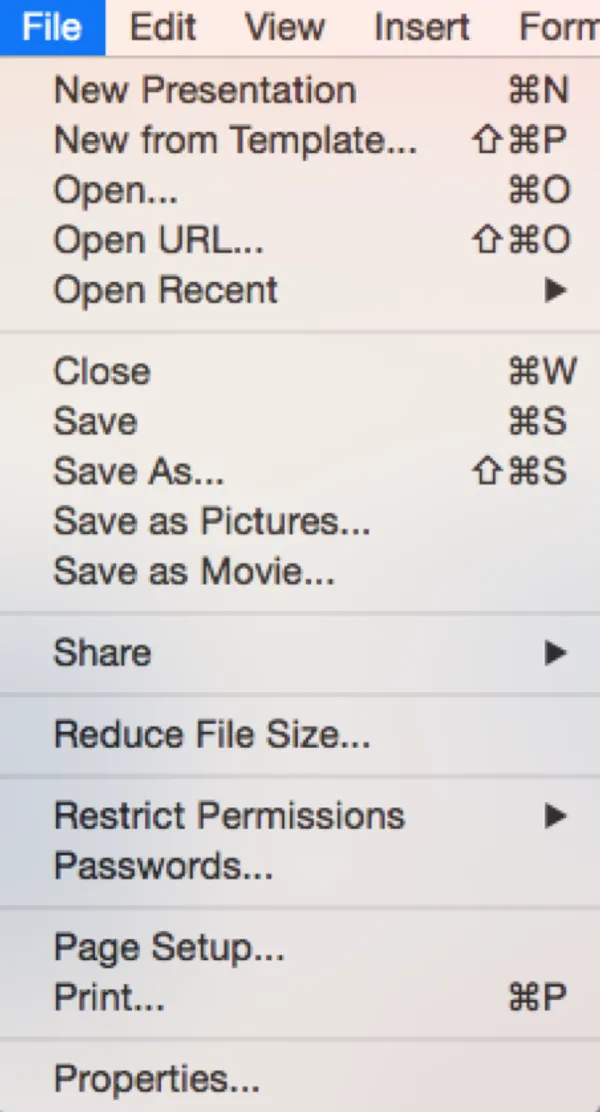 File Edit View Insert Form
New Presentation ⌘N
New from Template... ⇧⌘P
Open... ⌘O
Open URL... ⇧⌘O
Open Recent ▶
Close ⌘W
Save ⌘S
Save As... ⇧⌘S
Save as Pictures...
Save as Movie...
Share ▶
Reduce File Size...
Restrict Permissions ▶
Passwords...
Page Setup...
Print... ⌘P
Properties...